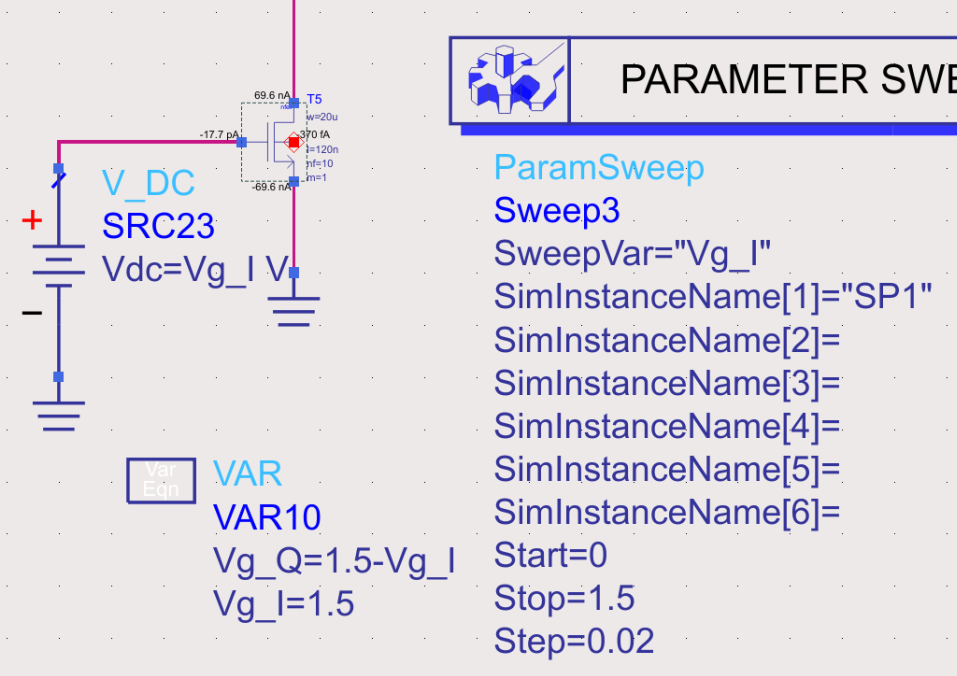 69.6 nA
T5
w=20u
-17.7 pA
-370 fA
l=120n
nf=10
m=1
-69.6 nA
+
V_DC
SRC23
Vdc=Vg_I V
−
Var
Eqn
VAR
VAR10
Vg_Q=1.5-Vg_I
Vg_I=1.5
PARAMETER SWE
ParamSweep
Sweep3
SweepVar="Vg_I"
SimInstanceName[1]="SP1"
SimInstanceName[2]=
SimInstanceName[3]=
SimInstanceName[4]=
SimInstanceName[5]=
SimInstanceName[6]=
Start=0
Stop=1.5
Step=0.02